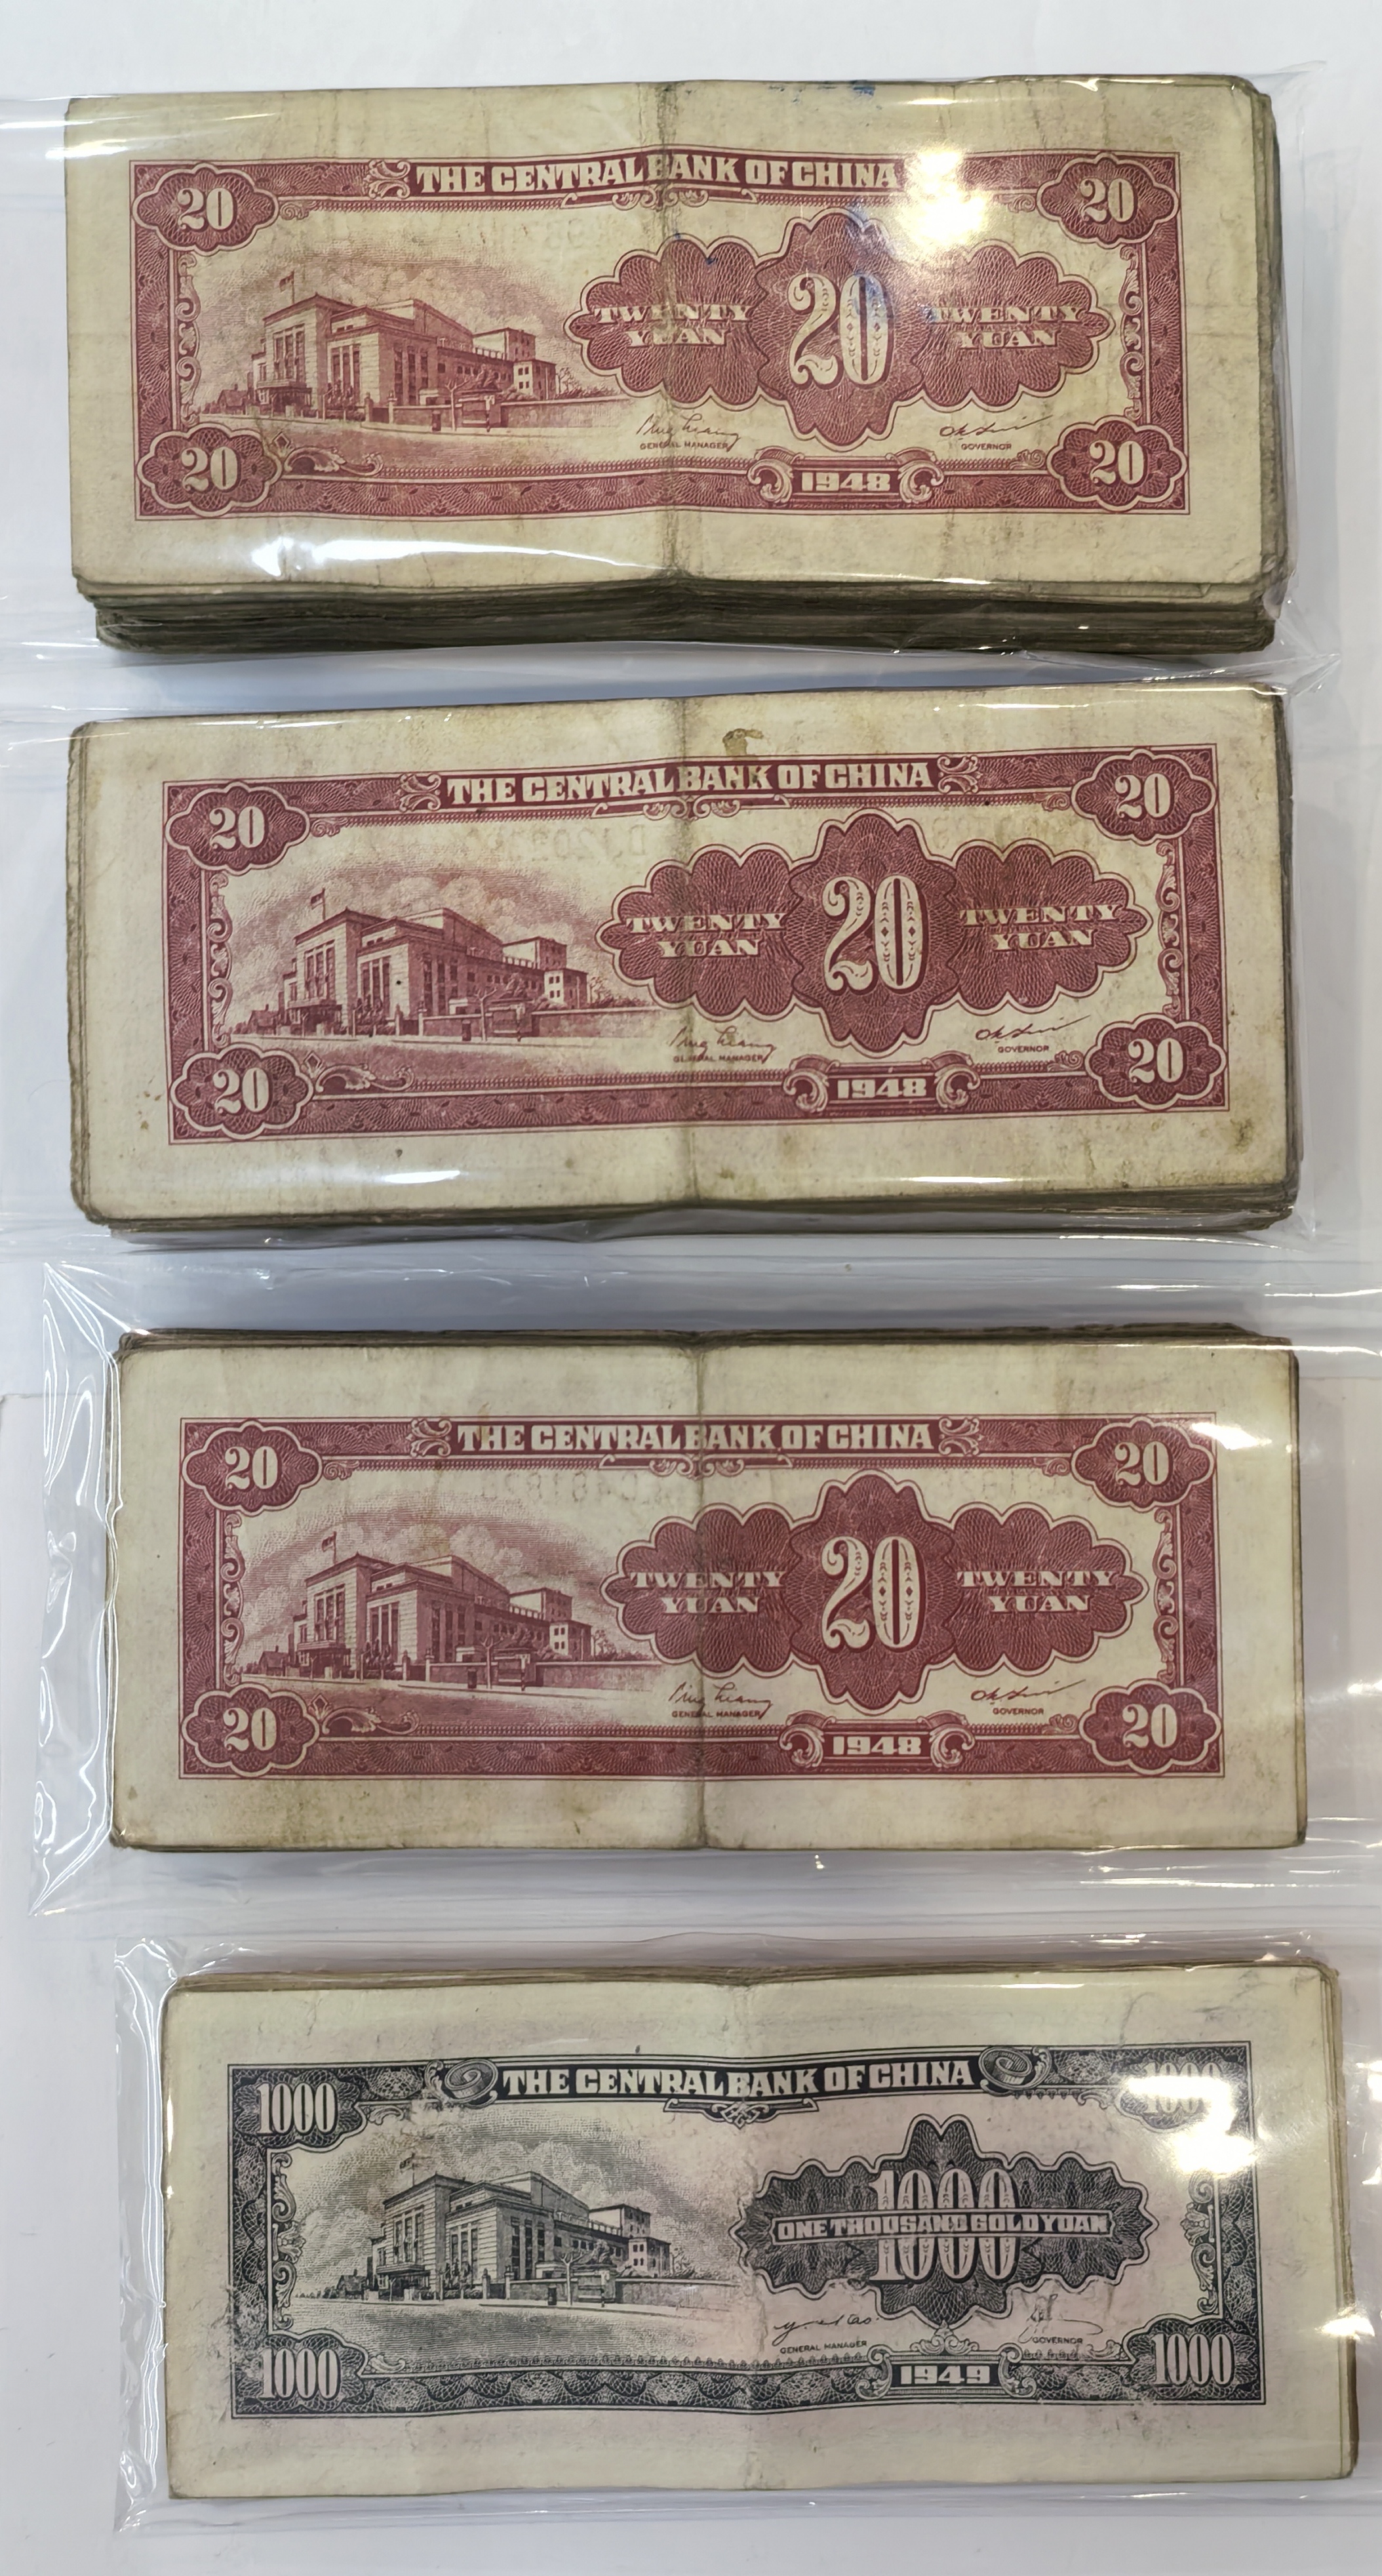 THE CENTRAL BANK OF CHINA
20 20
TWENTY YUAN 20 TWENTY YUAN
GENERAL MANAGER GOVERNOR
20 1948 20
THE CENTRAL BANK OF CHINA
20 20
TWENTY YUAN 20 TWENTY YUAN
GENERAL MANAGER GOVERNOR
20 1948 20
THE CENTRAL BANK OF CHINA
20 20
TWENTY YUAN 20 TWENTY YUAN
GENERAL MANAGER GOVERNOR
20 1948 20
THE CENTRAL BANK OF CHINA
1000 1000
1000
ONE THOUSAND GOLD YUAN
1000
GENERAL MANAGER GOVERNOR
1000 1949 1000